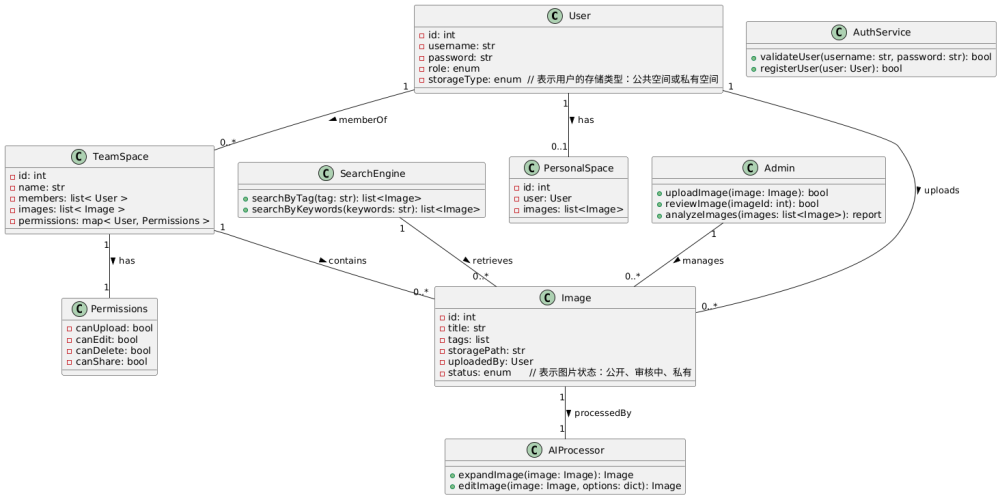 C User
id: int
username: str
password: str
role: enum
storageType: enum  // 表示用户的存储类型：公共空间或私有空间
C AuthService
validateUser(username: str, password: str): bool
registerUser(user: User): bool
1
1
1
memberOf
has
uploads
0..*
0..1
C TeamSpace
id: int
name: str
members: list< User >
images: list< Image >
permissions: map< User, Permissions >
C SearchEngine
searchByTag(tag: str): list<Image>
searchByKeywords(keywords: str): list<Image>
C PersonalSpace
id: int
user: User
images: list<Image>
C Admin
uploadImage(image: Image): bool
reviewImage(imageId: int): bool
analyzeImages(images: list<Image>): report
1
1
1
1
has
contains
retrieves
manages
1
0..*
0..*
0..*
0..*
C Permissions
canUpload: bool
canEdit: bool
canDelete: bool
canShare: bool
C Image
id: int
title: str
tags: list
storagePath: str
uploadedBy: User
status: enum      // 表示图片状态：公开、审核中、私有
1
processedBy
1
C AIProcessor
expandImage(image: Image): Image
editImage(image: Image, options: dict): Image